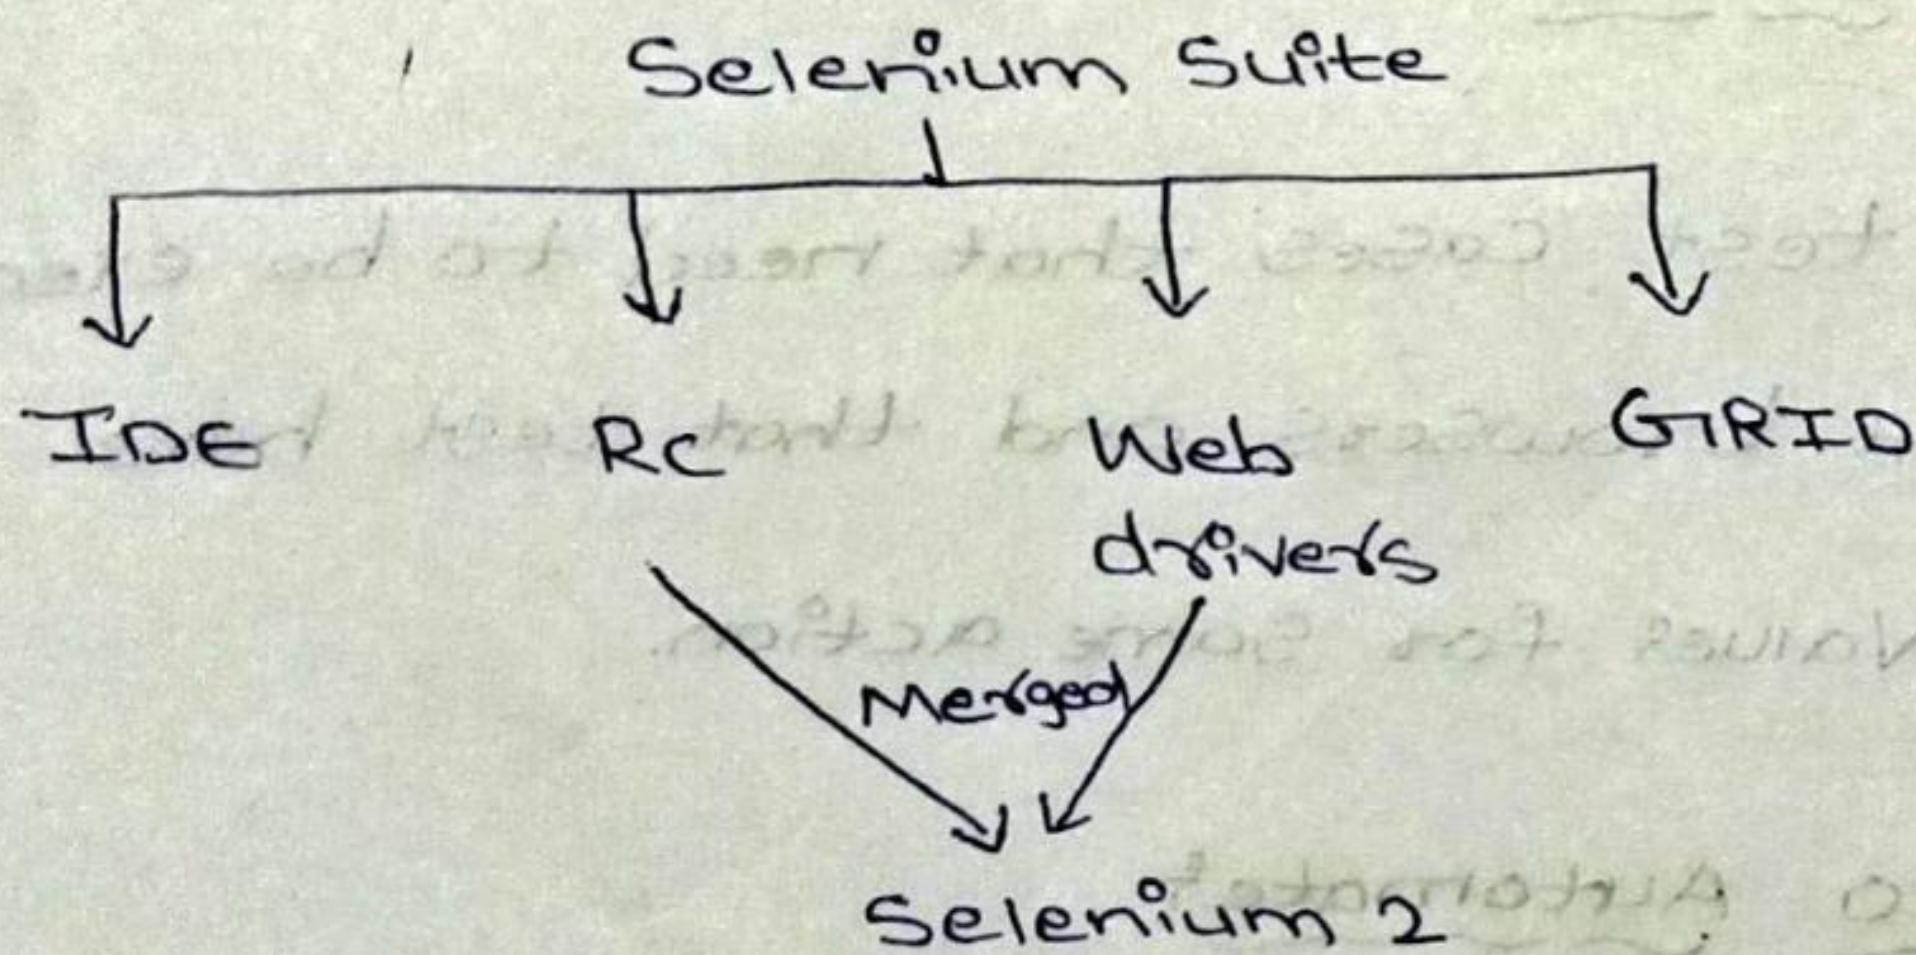 Selenium Suite
IDE RC Web GRID
drivers
Merged
Selenium 2